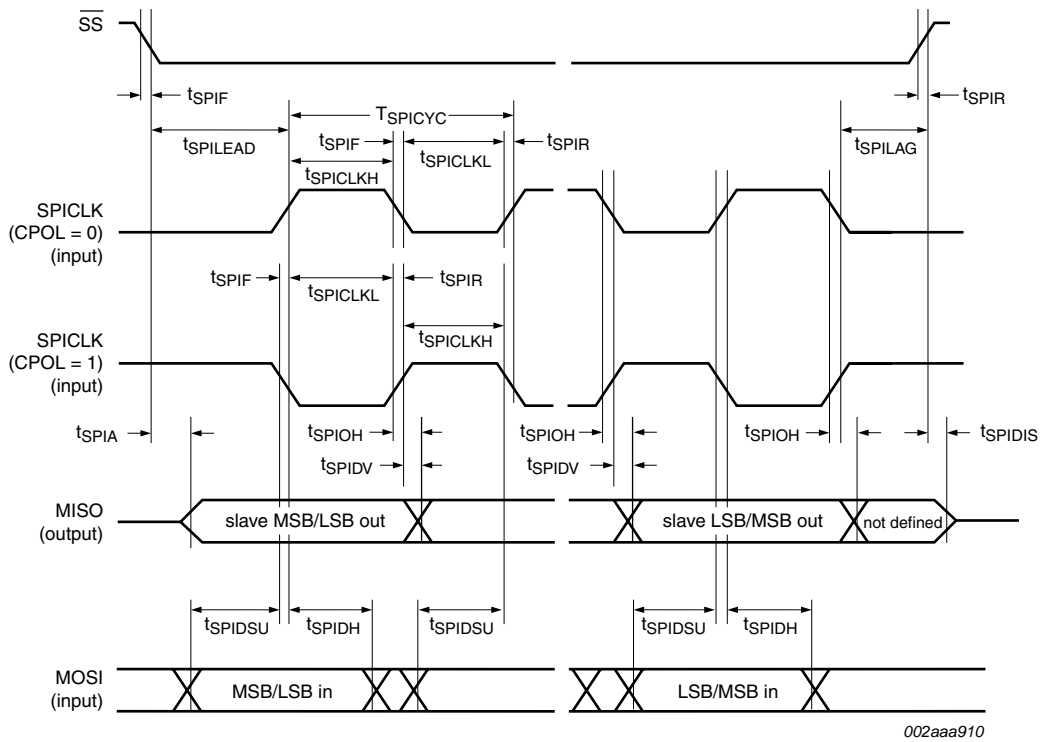 SS
tSPIF
tSPIR
TSPICYC
tSPILEAD
tSPIF
tSPICLKL
tSPIR
tSPILAG
tSPICLKH
SPICLK
(CPOL = 0)
(input)
tSPIF
tSPICLKL
tSPIR
SPICLK
(CPOL = 1)
(input)
tSPICLKH
tSPIA
tSPIOH
tSPIOH
tSPIOH
tSPIDIS
tSPIDV
tSPIDV
MISO
(output)
slave MSB/LSB out
slave LSB/MSB out
not defined
tSPIDSU
tSPIDH
tSPIDSU
tSPIDSU
tSPIDH
MOSI
(input)
MSB/LSB in
LSB/MSB in
002aaa910